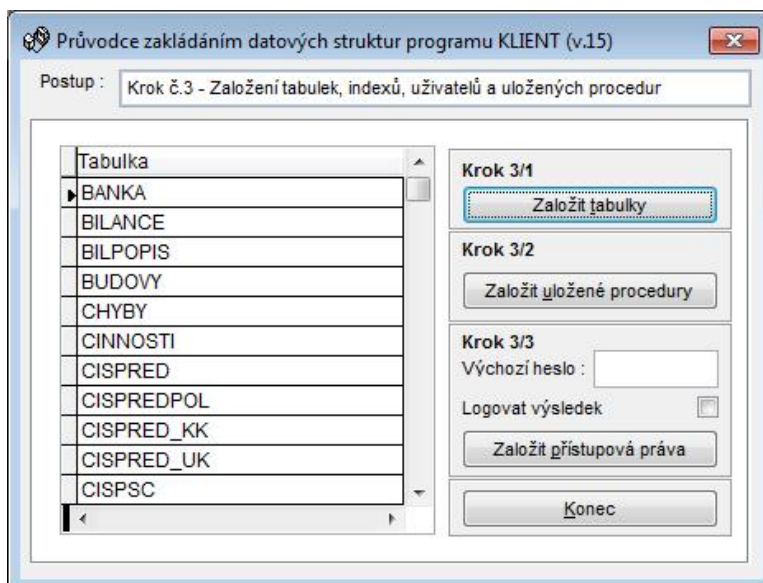 Průvodce zakládáním datových struktur programu KLIENT (v.15)
Postup :
Krok č.3 - Založení tabulek, indexů, uživatelů a uložených procedur
Tabulka
BANKA
BILANCE
BILPOPIS
BUDOVY
CHYBY
CINNOSTI
CISPRED
CISPREDPOL
CISPRED_KK
CISPRED_UK
CISPSC
Krok 3/1
Založit tabulky
Krok 3/2
Založit uložené procedury
Krok 3/3
Výchozí heslo :
Logovat výsledek
Založit přístupová práva
Konec